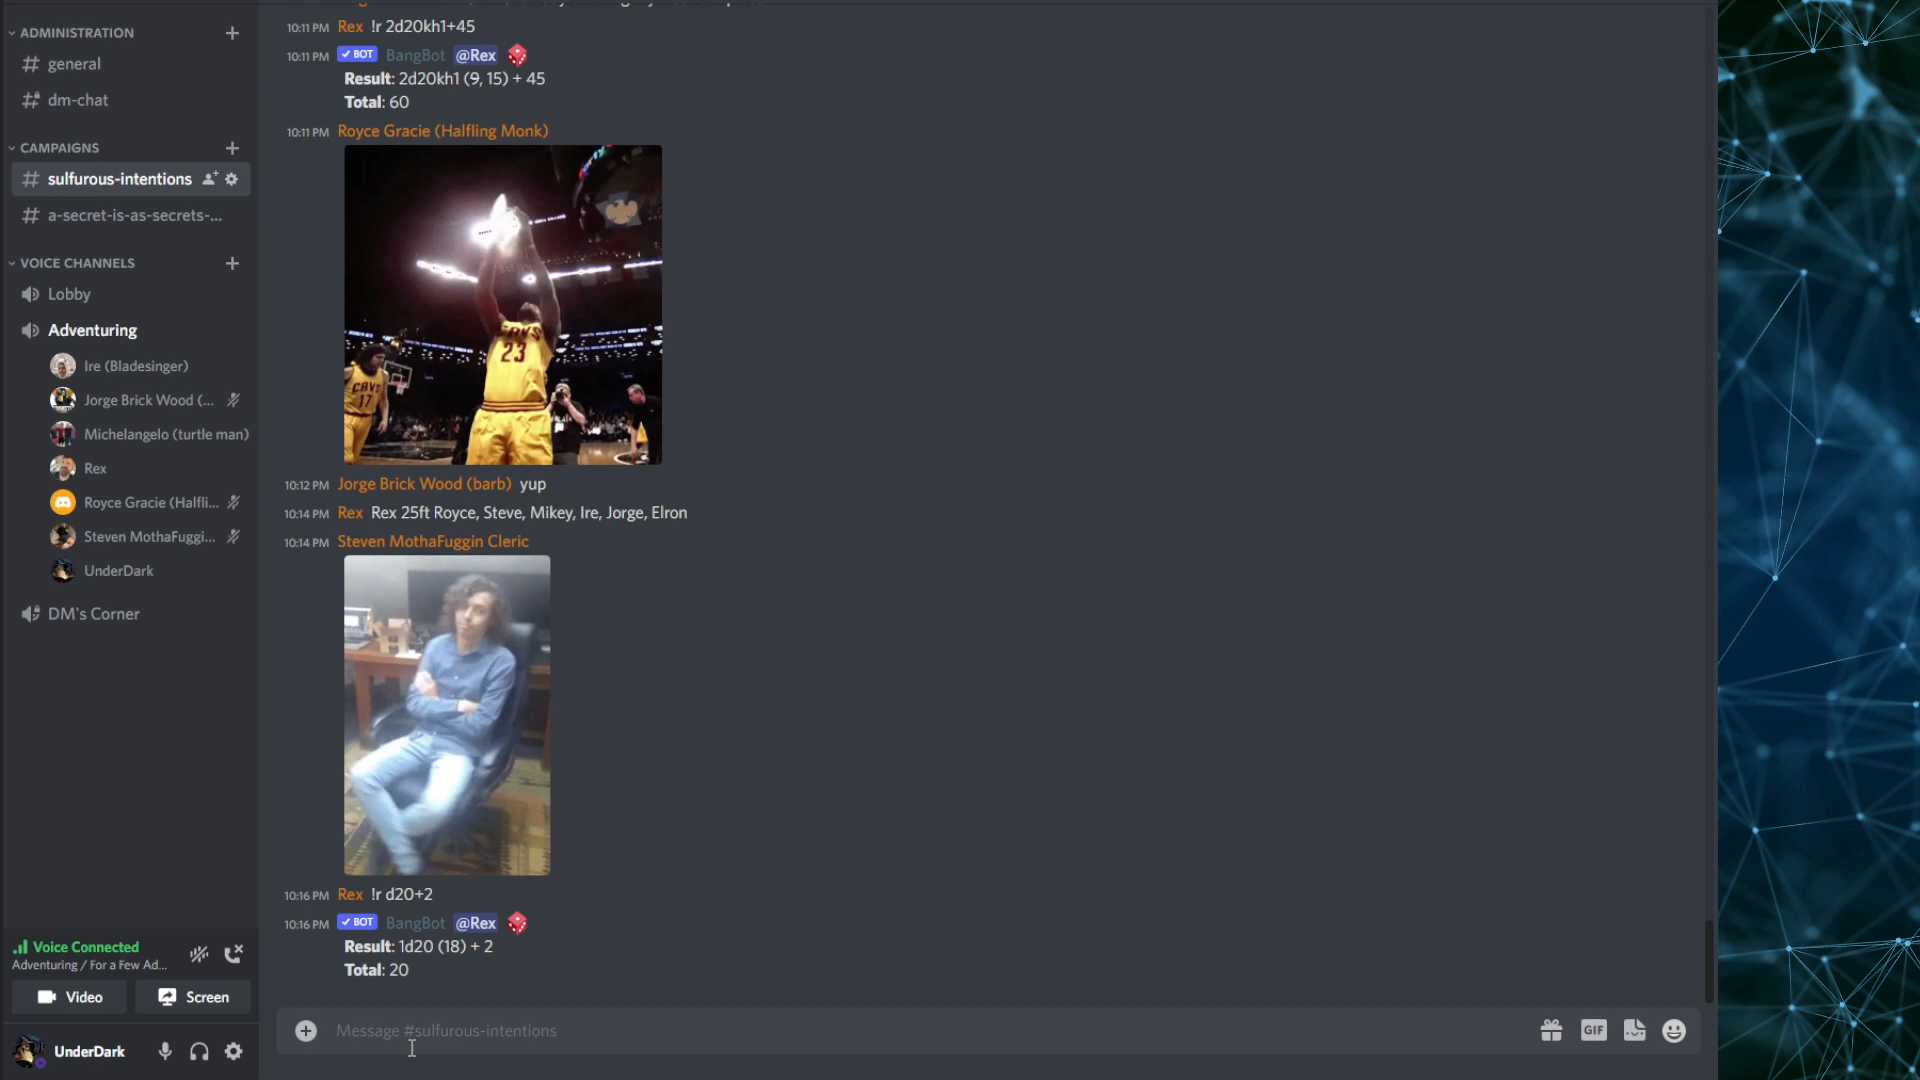 ADMINISTRATION
general
dm-chat
CAMPAIGNS
sulfurous-intentions
a-secret-is-as-secrets-...
VOICE CHANNELS
Lobby
Adventuring
Ire (Bladesinger)
Jorge Brick Wood (...
Michelangelo (turtle man)
Rex
Royce Gracie (Halfli...
Steven MothaFuggi...
UnderDark
DM's Corner
Voice Connected
Adventuring / For a Few Ad...
Video Screen
UnderDark
10:11 PM Rex !r 2d20kh1+45
10:11 PM BOT BangBot @Rex
Result: 2d20kh1 (9, 15) + 45
Total: 60
10:11 PM Royce Gracie (Halfling Monk)
CAVS
23
CAVS
17
10:12 PM Jorge Brick Wood (barb) yup
10:14 PM Rex Rex 25ft Royce, Steve, Mikey, Ire, Jorge, Elron
10:14 PM Steven MothaFuggin Cleric
10:16 PM Rex !r d20+2
10:16 PM BOT BangBot @Rex
Result: 1d20 (18) + 2
Total: 20
Message #sulfurous-intentions
GIF